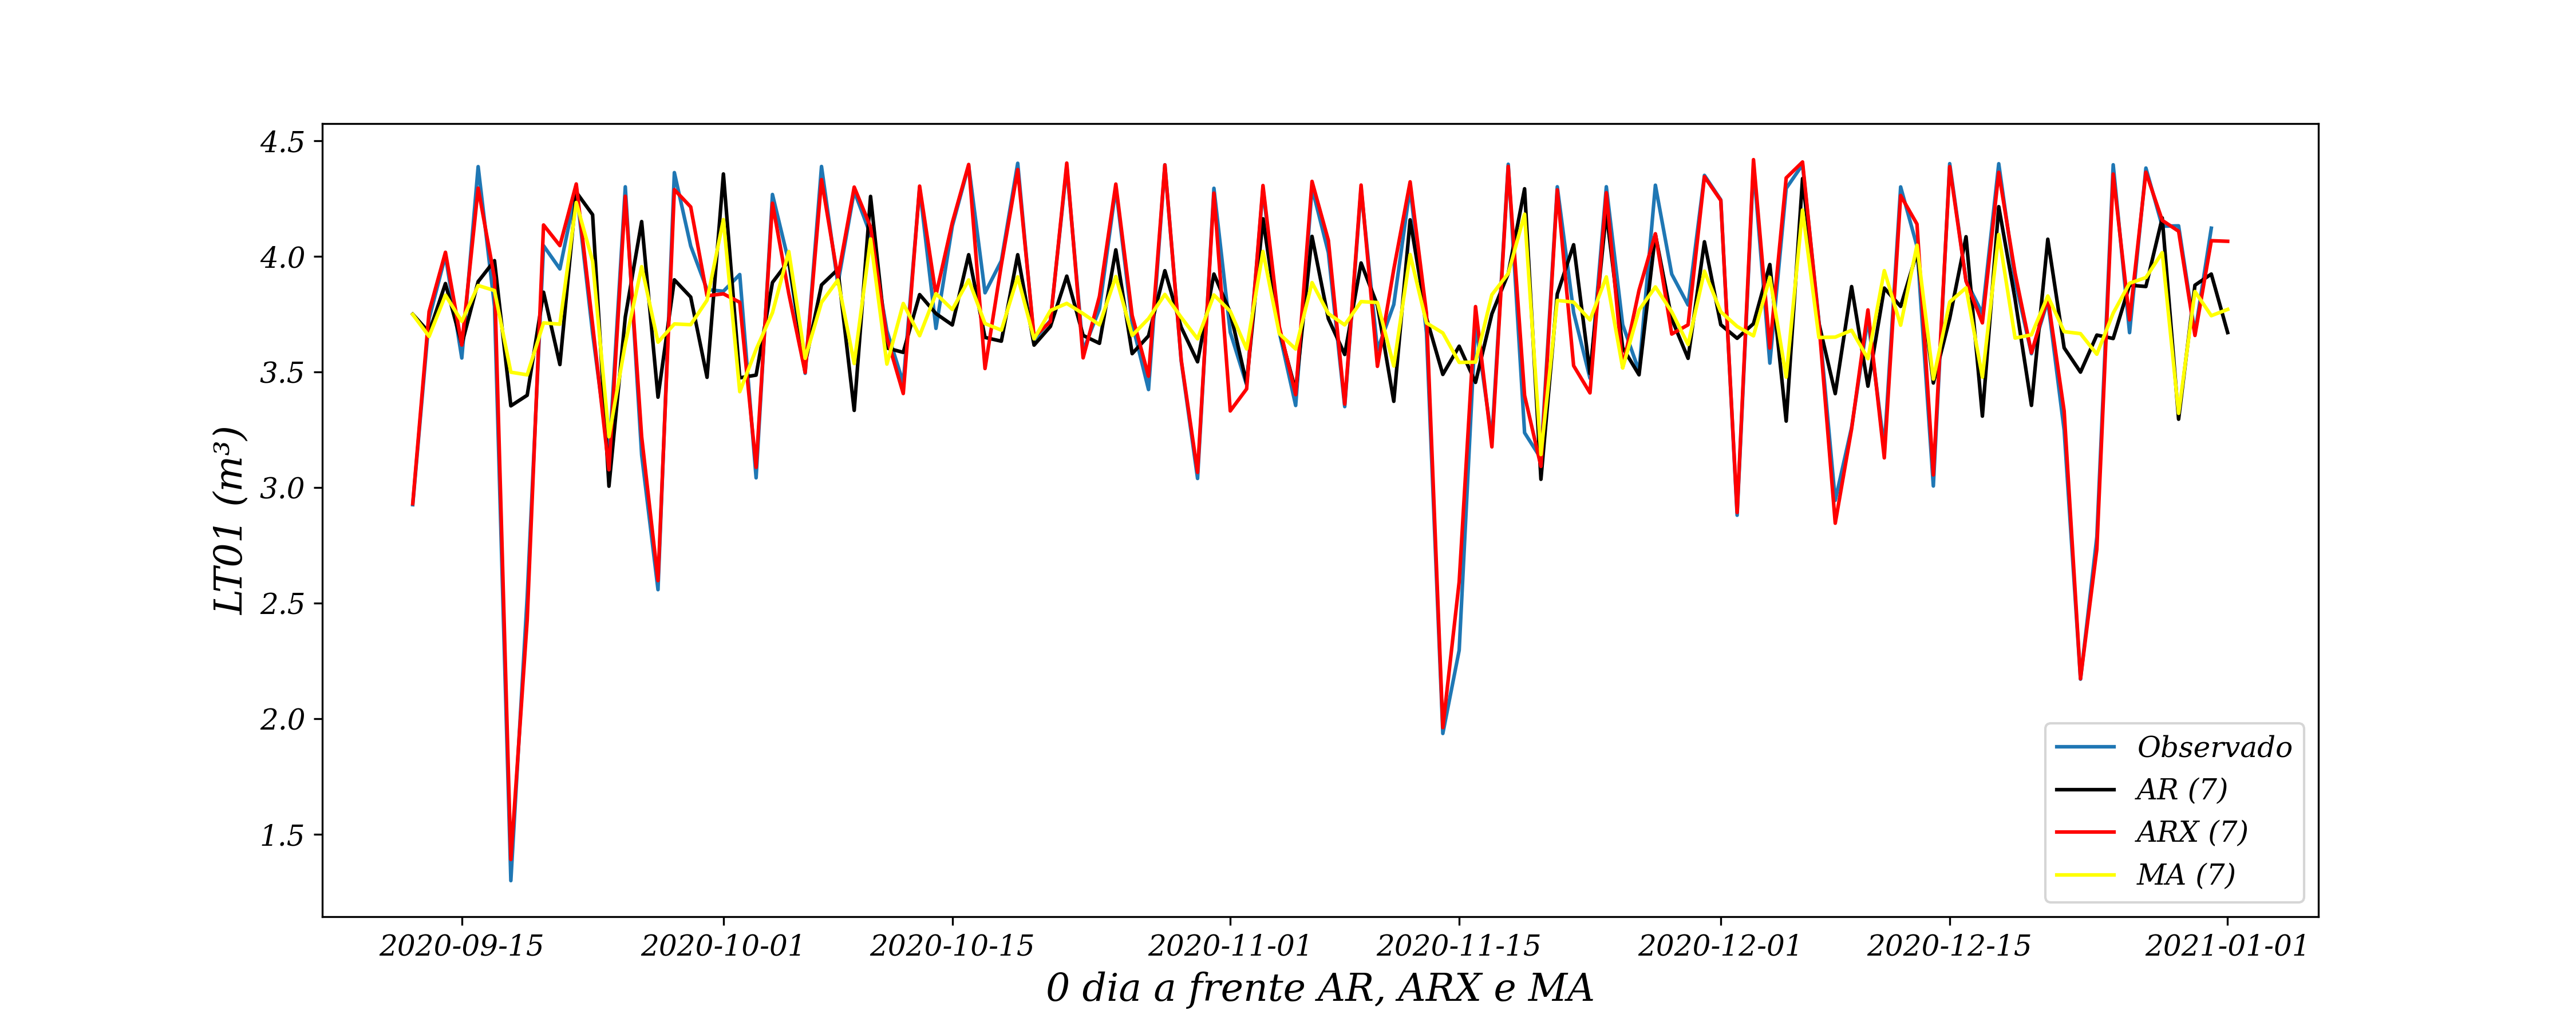 4.5
4.0
3.5
3.0
2.5
2.0
1.5
LT01 (m³)
Observado
AR (7)
ARX (7)
MA (7)
2020-09-15 2020-10-01 2020-10-15 2020-11-01 2020-11-15 2020-12-01 2020-12-15 2021-01-01
0 dia a frente AR, ARX e MA